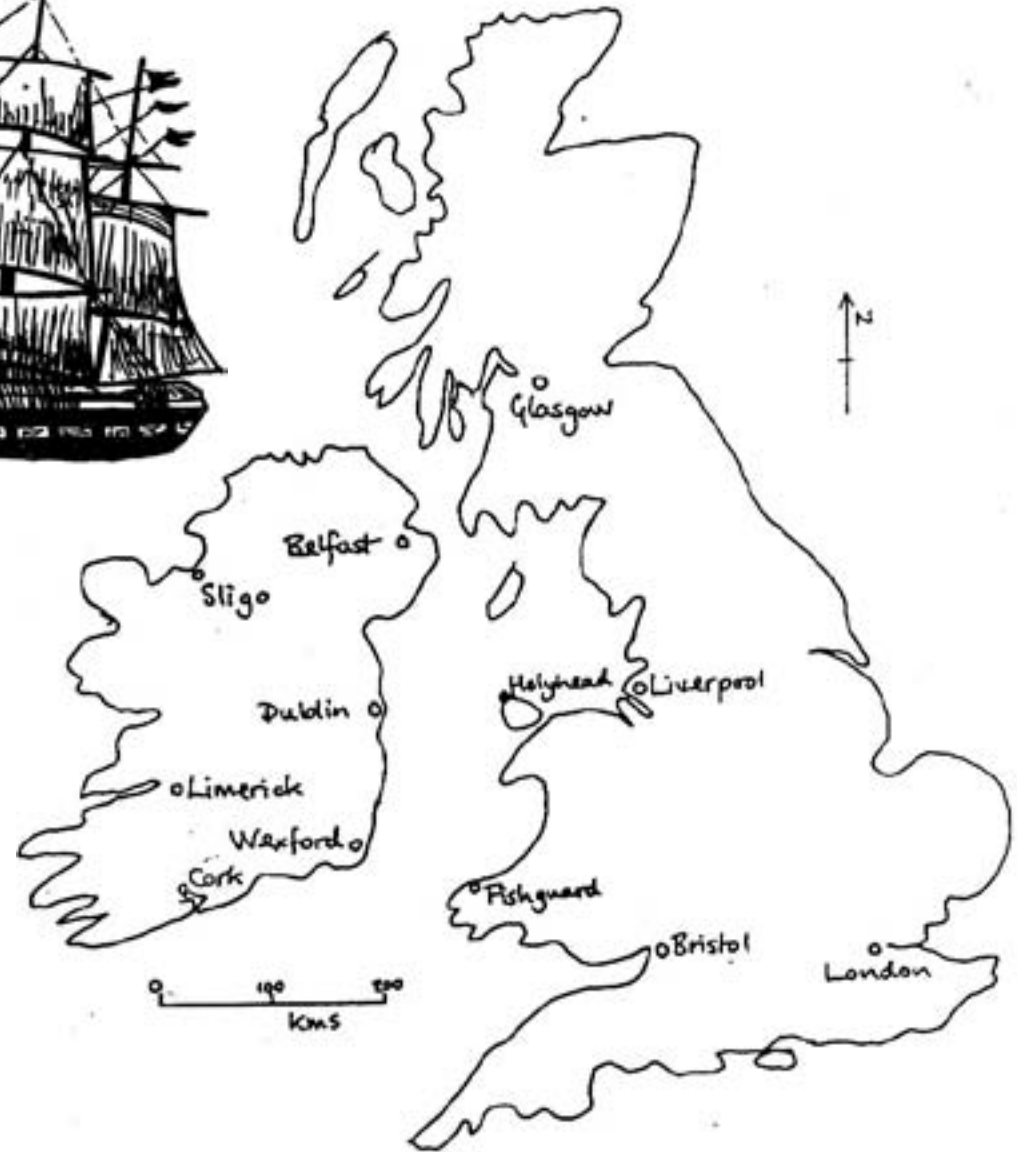 N
Glasgow
Belfast
Sligo
Holyhead
Liverpool
Dublin
Limerick
Wexford
Cork
Fishguard
Bristol
London
0 100 200
kms